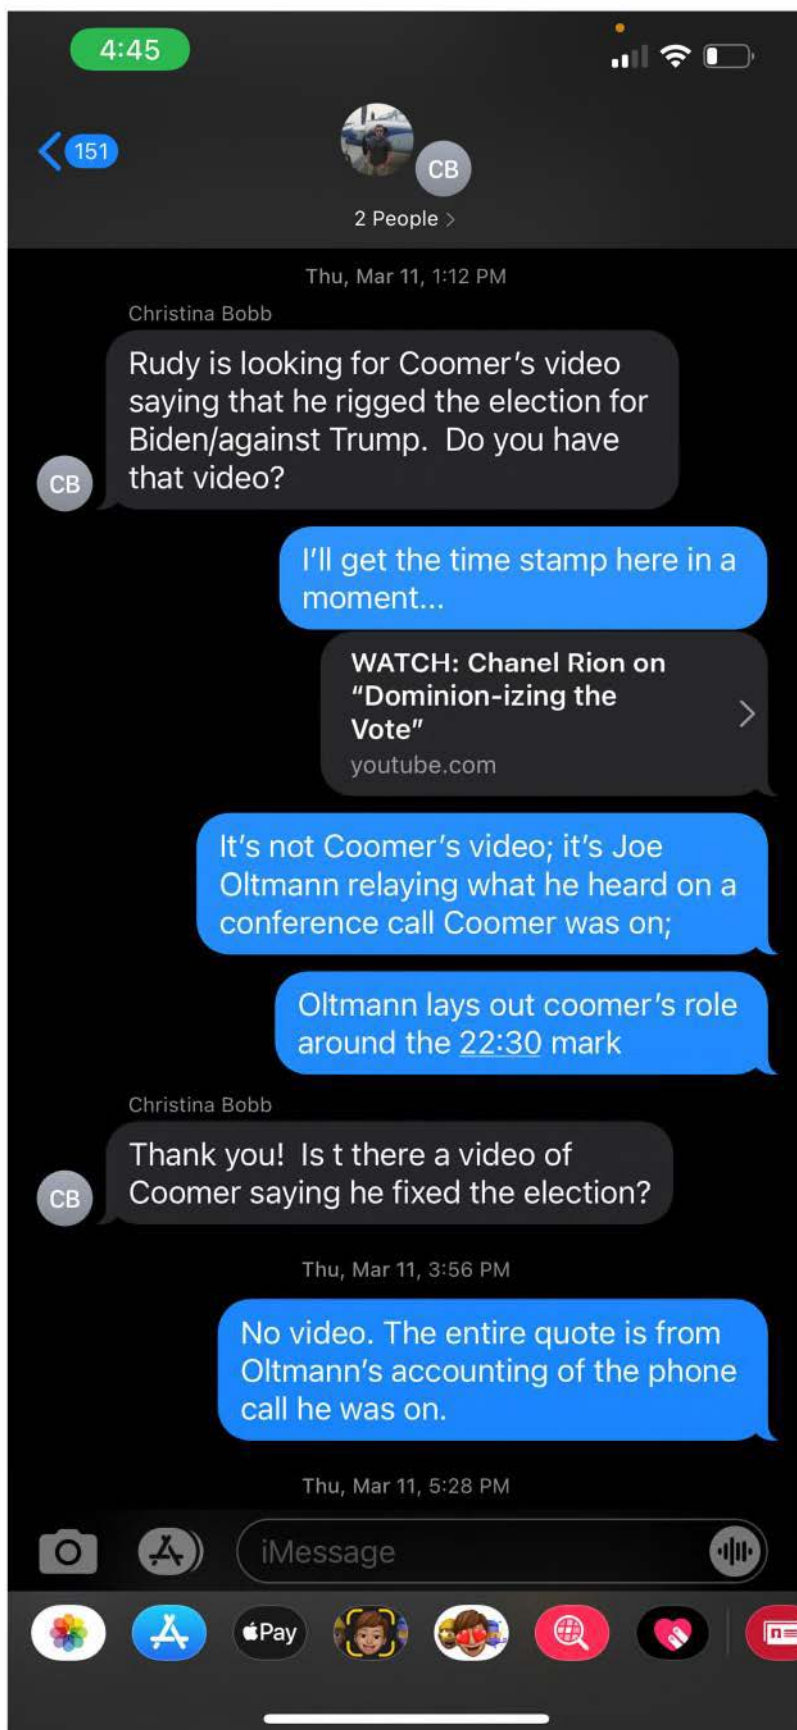 4:45
151
CB
2 People >
Thu, Mar 11, 1:12 PM
Christina Bobb
Rudy is looking for Coomer's video
saying that he rigged the election for
Biden/against Trump.  Do you have
that video?
CB
I'll get the time stamp here in a
moment...
WATCH: Chanel Rion on
“Dominion-izing the
Vote”
youtube.com
It's not Coomer's video; it's Joe
Oltmann relaying what he heard on a
conference call Coomer was on;
Oltmann lays out coomer's role
around the 22:30 mark
Christina Bobb
Thank you!  Is t there a video of
Coomer saying he fixed the election?
CB
Thu, Mar 11, 3:56 PM
No video. The entire quote is from
Oltmann's accounting of the phone
call he was on.
Thu, Mar 11, 5:28 PM
iMessage
Pay